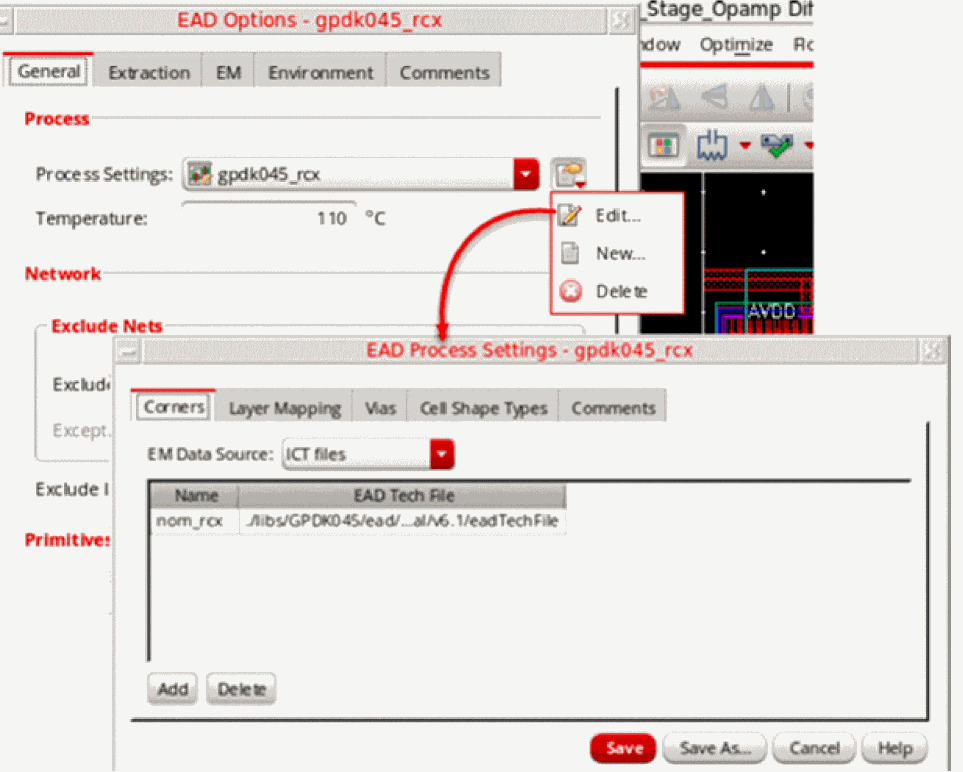 EAD Options - gpdk045_rcx
_Stage_Opamp Dif
ndow Optimize Ro
General Extraction EM Environment Comments
Process
Process Settings: gpdk045_rcx
Temperature: 110 °C
Edit...
New...
Delete
Network
AVDD
Exclude Nets
EAD Process Settings - gpdk045_rcx
Exclude
Except.
Exclude I
Primitives
Corners Layer Mapping Vias Cell Shape Types Comments
EM Data Source: ICT files
Name EAD Tech File
nom_rcx ./libs/GPDK045/ead/...al/v6.1/eadTechFile
Add Delete
Save Save As... Cancel Help